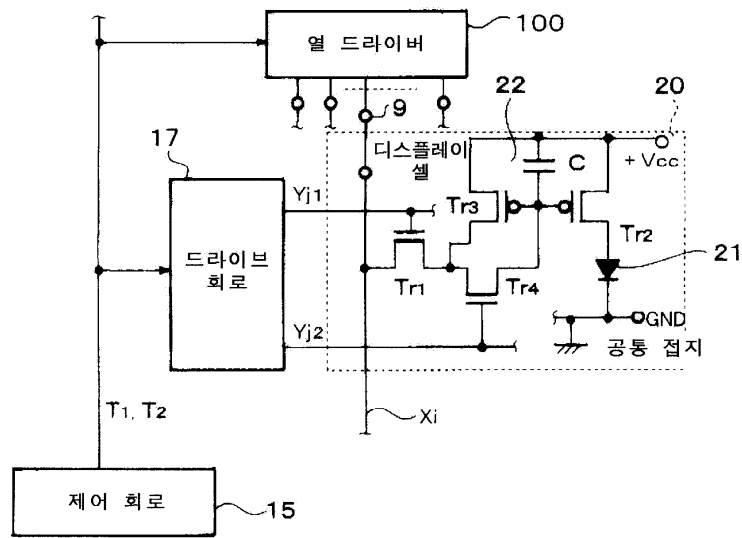 열 드라이버
100
9
22
20
디스플레이
셀
C
+Vcc
17
Yj1
Tr3
Tr2
드라이브
회로
Tr1
Tr4
21
Yj2
GND
공통 접지
T1, T2
Xi
제어 회로
15